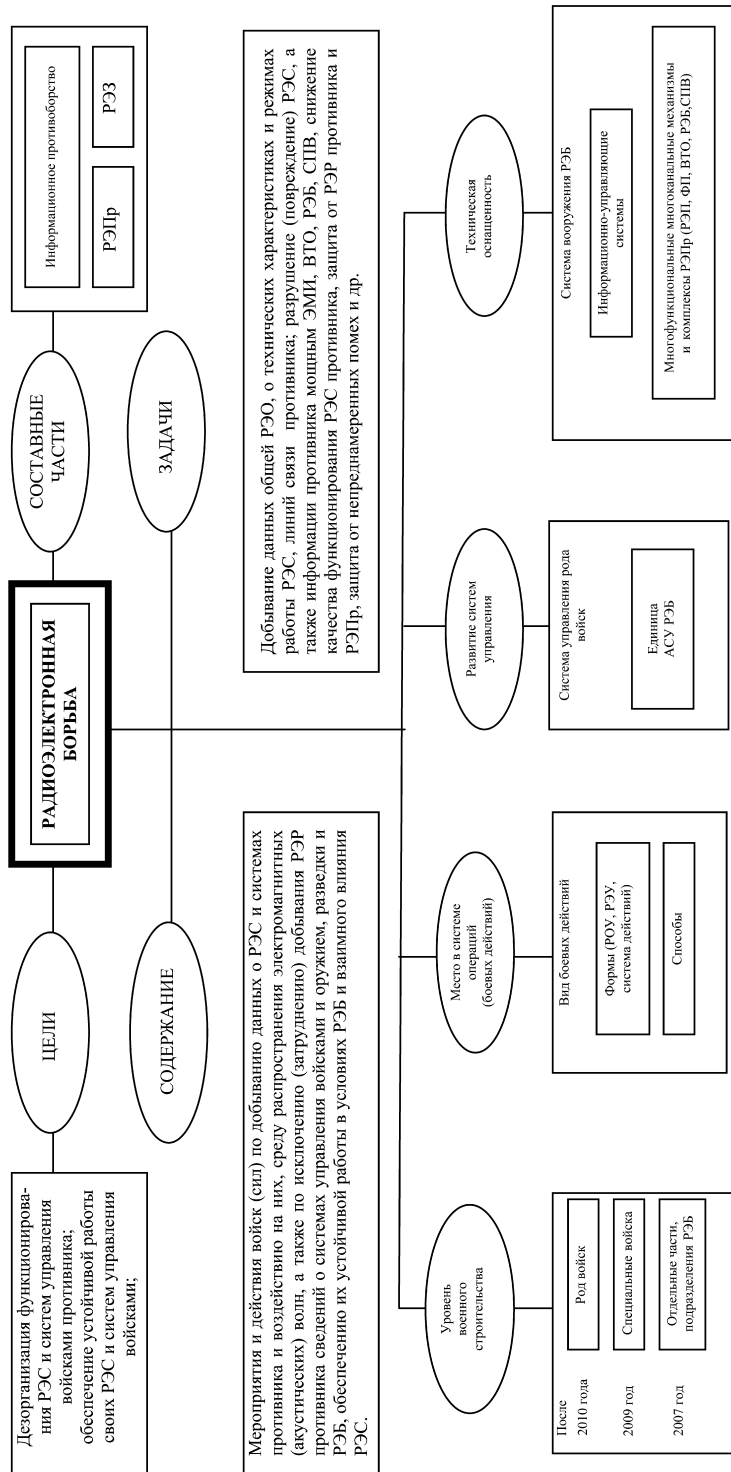 Дезорганизация функционирова-
ния РЭС и систем управления
войсками противника;
обеспечение устойчивой работы
своих РЭС и систем управления
войсками;
ЦЕЛИ
РАДИОЭЛЕКТРОННАЯ
БОРЬБА
СОСТАВНЫЕ
ЧАСТИ
Информационное противоборство
РЭПр
РЭЗ
СОДЕРЖАНИЕ
ЗАДАЧИ
Мероприятия и действия войск (сил) по добыванию данных о РЭС и системах
противника и воздействию на них, среду распространения электромагнитных
(акустических) волн, а также по исключению (затруднению) добывания РЭР
противника сведений о системах управления войсками и оружием, разведки и
РЭБ, обеспечению их устойчивой работы в условиях РЭБ и взаимного влияния
РЭС.
Добывание данных общей РЭО, о технических характеристиках и режимах
работы РЭС, линий связи противника; разрушение (повреждение) РЭС, а
также информации противника мощным ЭМИ, ВТО, РЭБ, СПВ, снижение
качества функционирования РЭС противника, защита от РЭР противника и
РЭПр, защита от непреднамеренных помех и др.
Уровень
военного
строительства
Место в системе
операций
(боевых действий)
Развитие систем
управления
Техническая
оснащенность
После
2010 года
Род войск
2009 год
Специальные войска
2007 год
Отдельные части,
подразделения РЭБ
Вид боевых действий
Формы (РОУ, РЭУ,
система действий)
Способы
Система управления рода
войск
Единица
АСУ РЭБ
Система вооружения РЭБ
Информационно-управляющие
системы
Многофункциональные многоканальные механизмы
и комплексы РЭПр (РЭП, ФП, ВТО, РЭБ,СПВ)